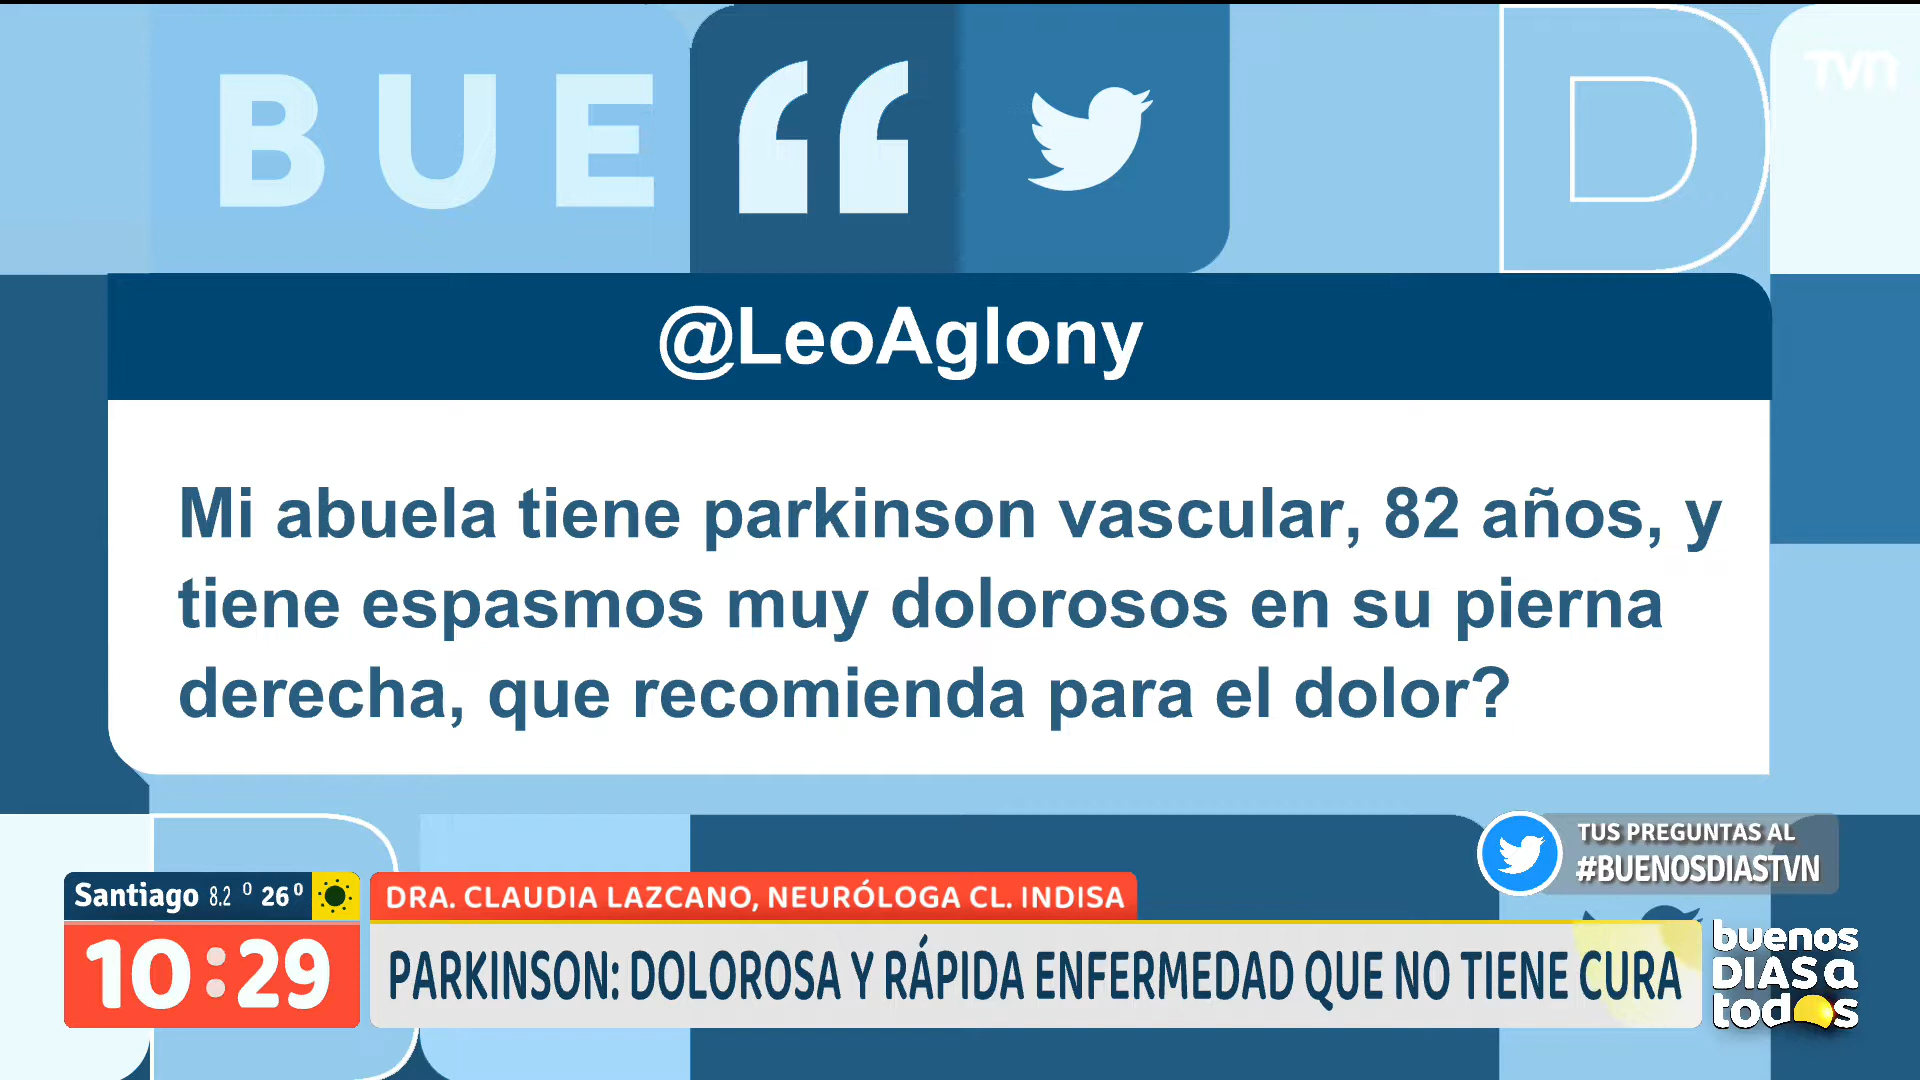 BUE
D
TVN
@LeoAglony
Mi abuela tiene parkinson vascular, 82 años, y
tiene espasmos muy dolorosos en su pierna
derecha, que recomienda para el dolor?
TUS PREGUNTAS AL
#BUENOSDIASTVN
Santiago 8.2° 26°
DRA. CLAUDIA LAZCANO, NEURÓLOGA CL. INDISA
10:29
PARKINSON: DOLOROSA Y RÁPIDA ENFERMEDAD QUE NO TIENE CURA
buenos
DIAS a
todos